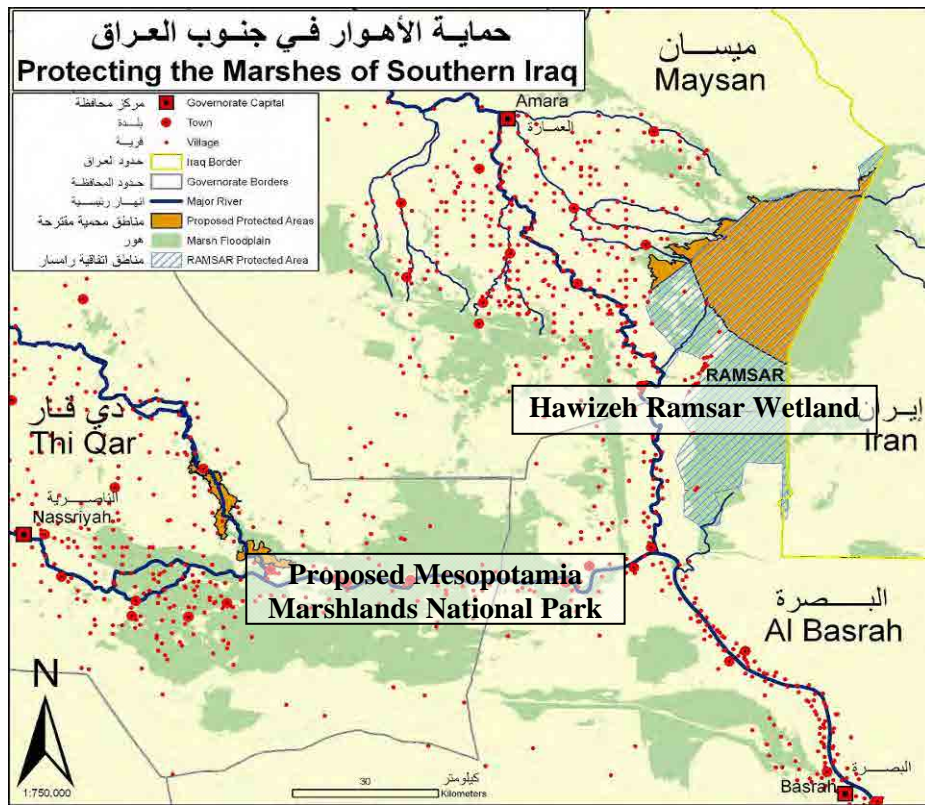 حماية الأهوار في جنوب العراق
Protecting the Marshes of Southern Iraq
مركز محافظة Governorate Capital
بلدة Town
قرية Village
حدود العراق Iraq Border
حدود المحافظة Governorate Borders
انهار رئيسية Major River
مناطق محمية مقترحة Proposed Protected Areas
هور Marsh Floodplain
مناطق اتفاقية رامسار RAMSAR Protected Area
ميسان
Maysan
Amara
العمارة
RAMSAR
Hawizeh Ramsar Wetland
إيران
Iran
ذي قار
Thi Qar
الناصرية
Nassriyah
Proposed Mesopotamia
Marshlands National Park
البصرة
Al Basrah
N
1:750,000
30
كيلومتر
Kilometers
البصرة
Basrah